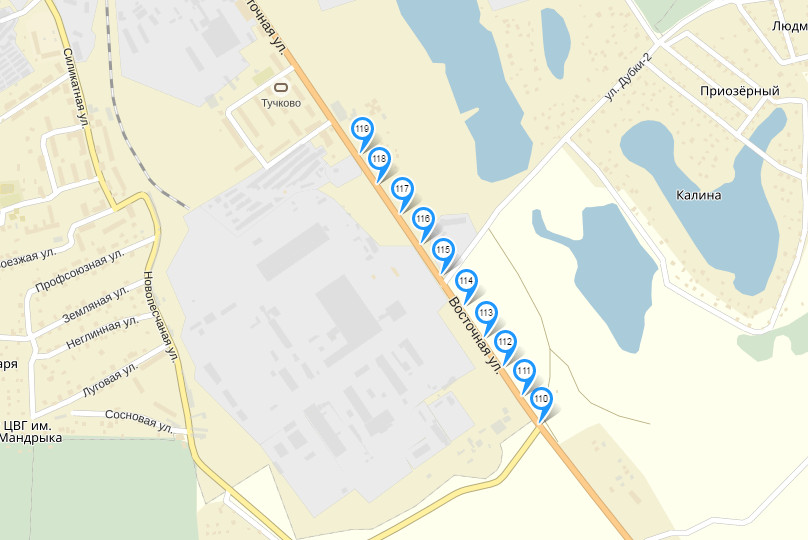 точная ул.
Людм
Силикатная ул.
ул. Дубки-2
Приозёрный
Тучково
119
118
117
Калина
116
115
оезжая ул.
Профсоюзная ул.
114
Земляная ул.
Новопесчаная ул.
Восточная ул.
113
Неглинная ул.
112
аря
111
Луговая ул.
110
Сосновая ул.
ЦВГ им.
Мандрыка